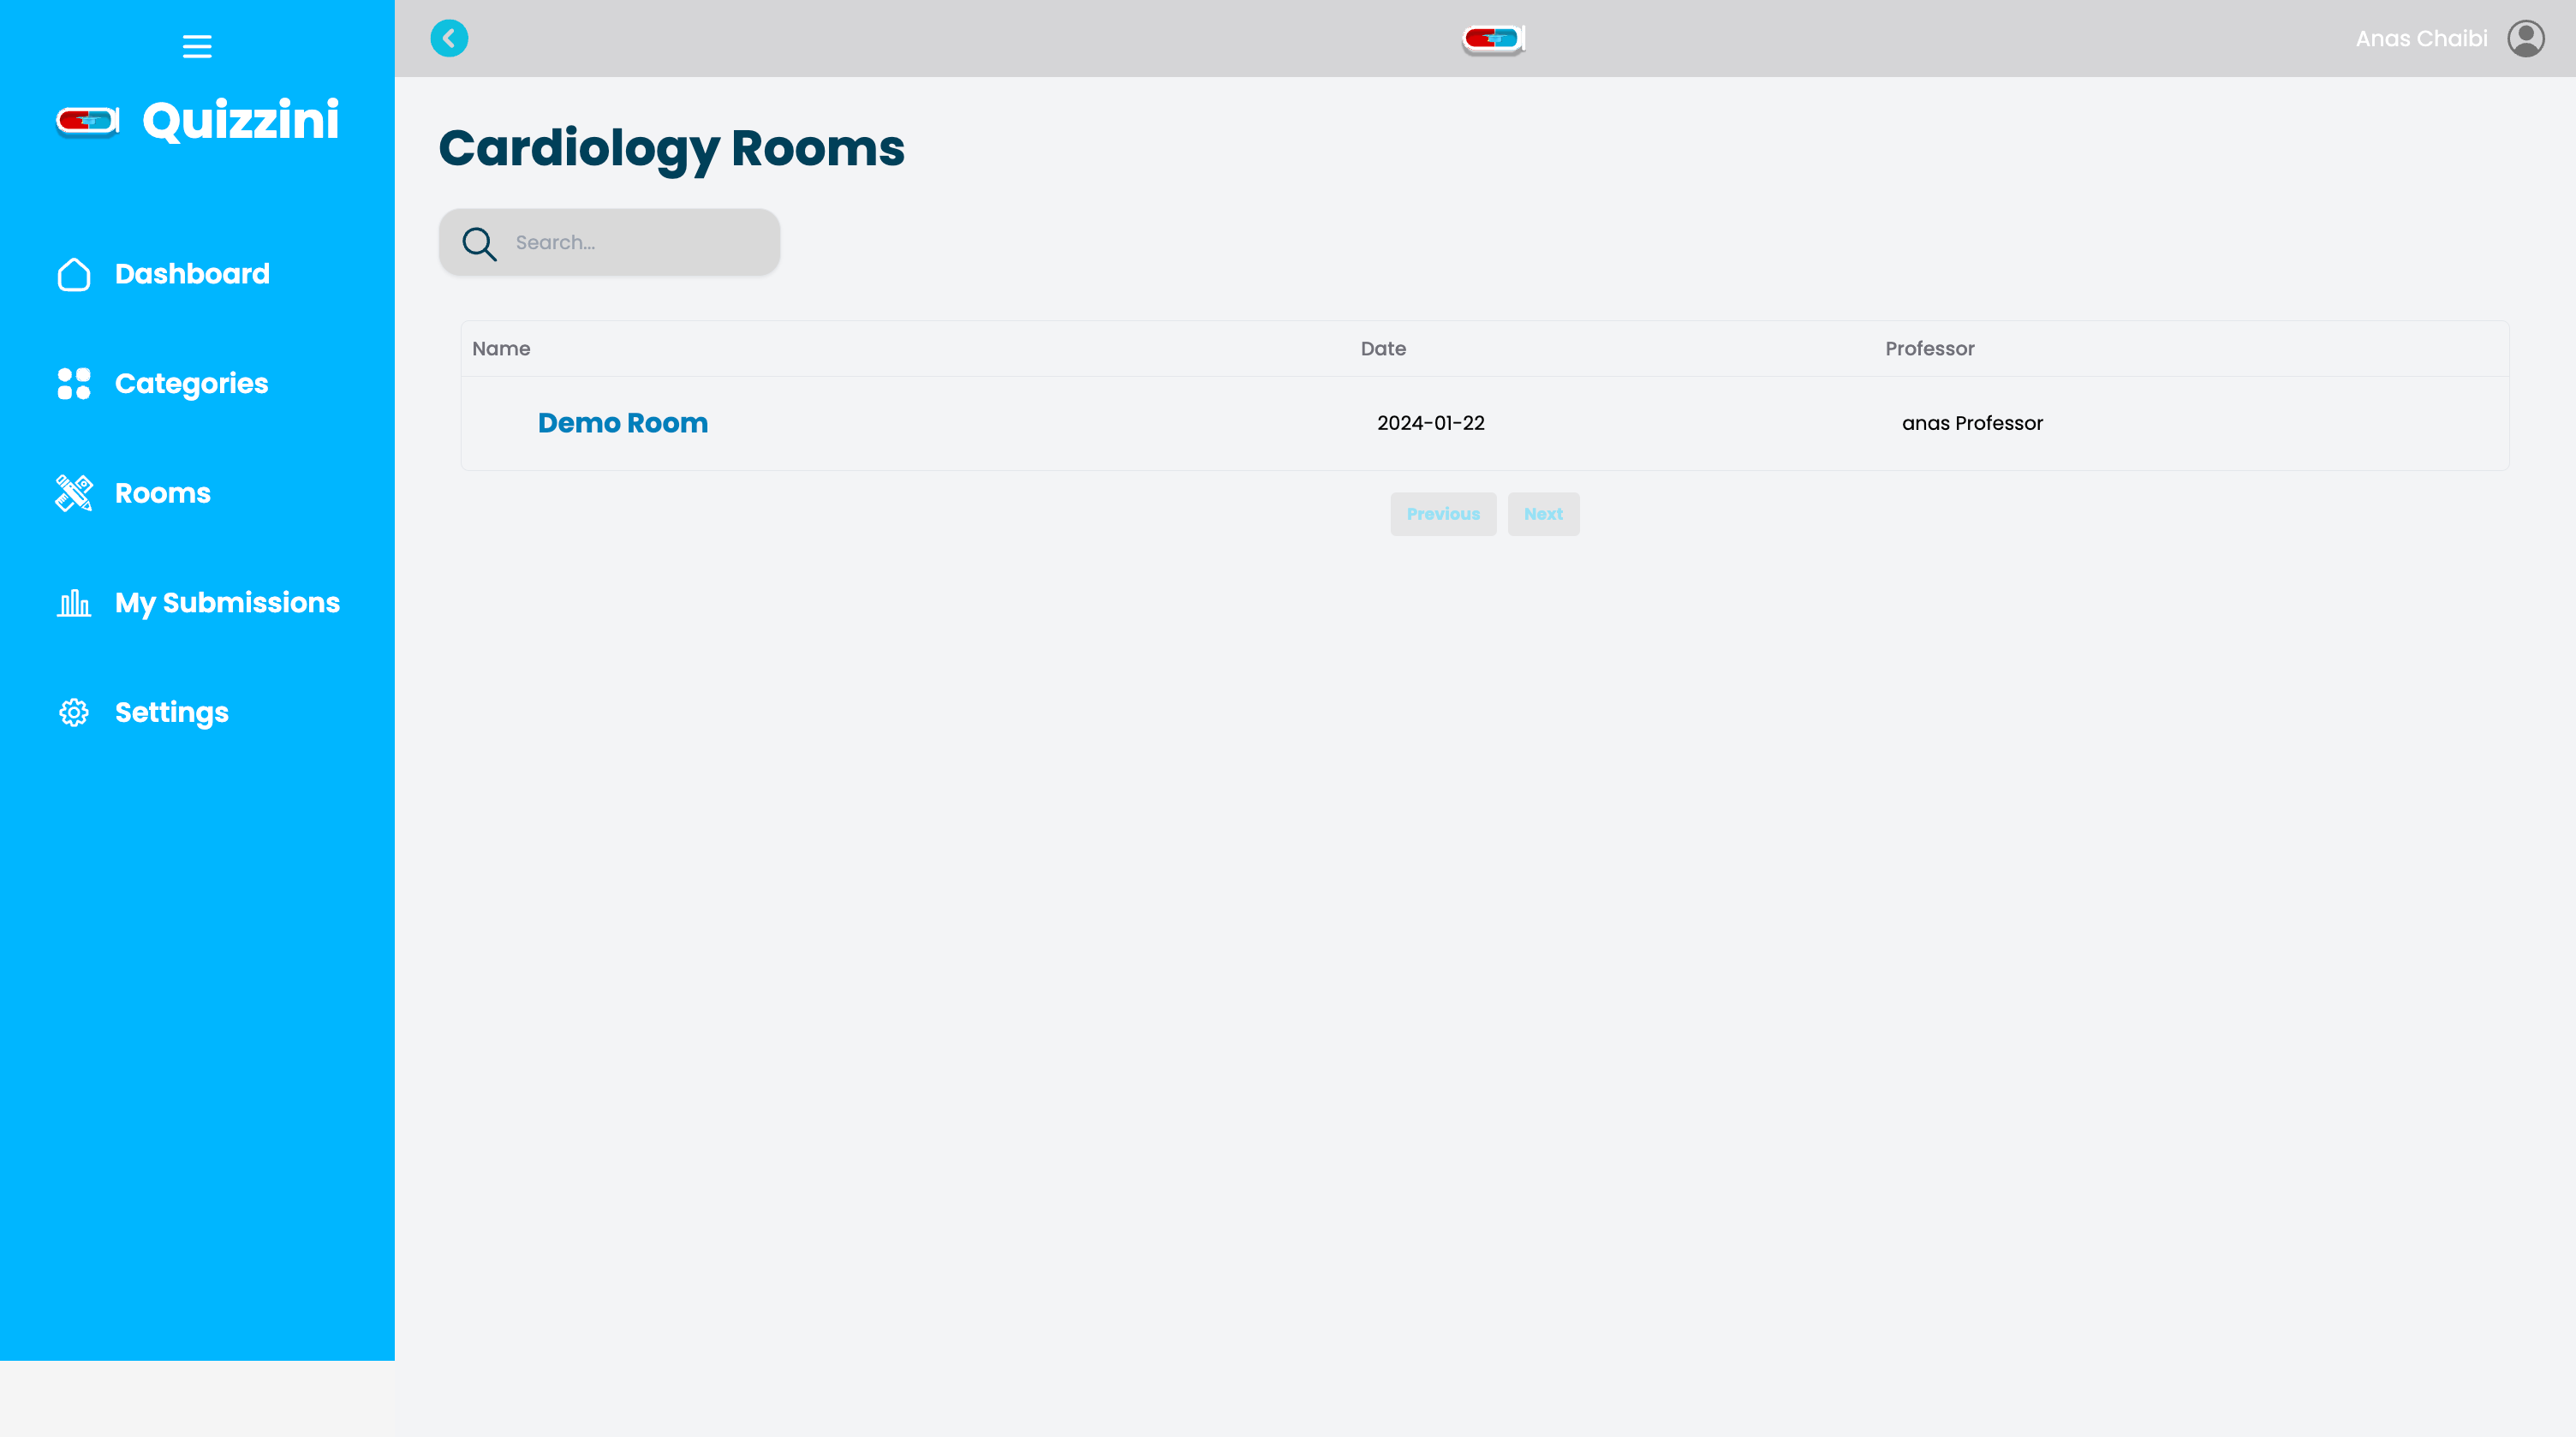 Quizzini
Dashboard
Categories
Rooms
My Submissions
Settings
Anas Chaibi
Cardiology Rooms
Search...
Name Date Professor
Demo Room 2024-01-22 anas Professor
Previous Next